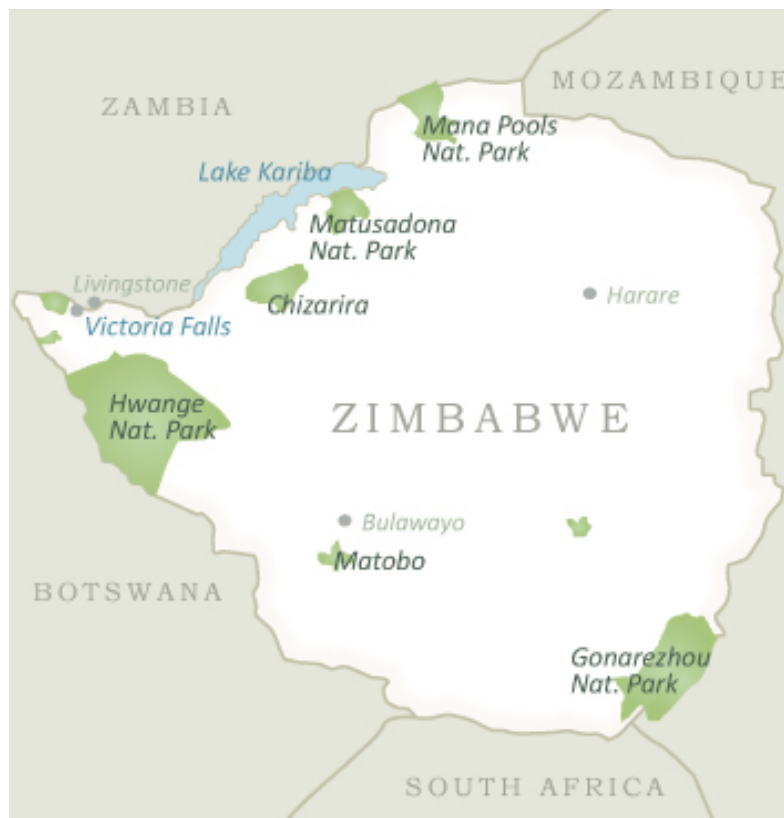 MOZAMBIQUE
ZAMBIA
Mana Pools
Nat. Park
Lake Kariba
Matusadona
Nat. Park
Livingstone
Chizarira
Harare
Victoria Falls
Hwange
Nat. Park
ZIMBABWE
Bulawayo
Matobo
BOTSWANA
Gonarezhou
Nat. Park
SOUTH AFRICA